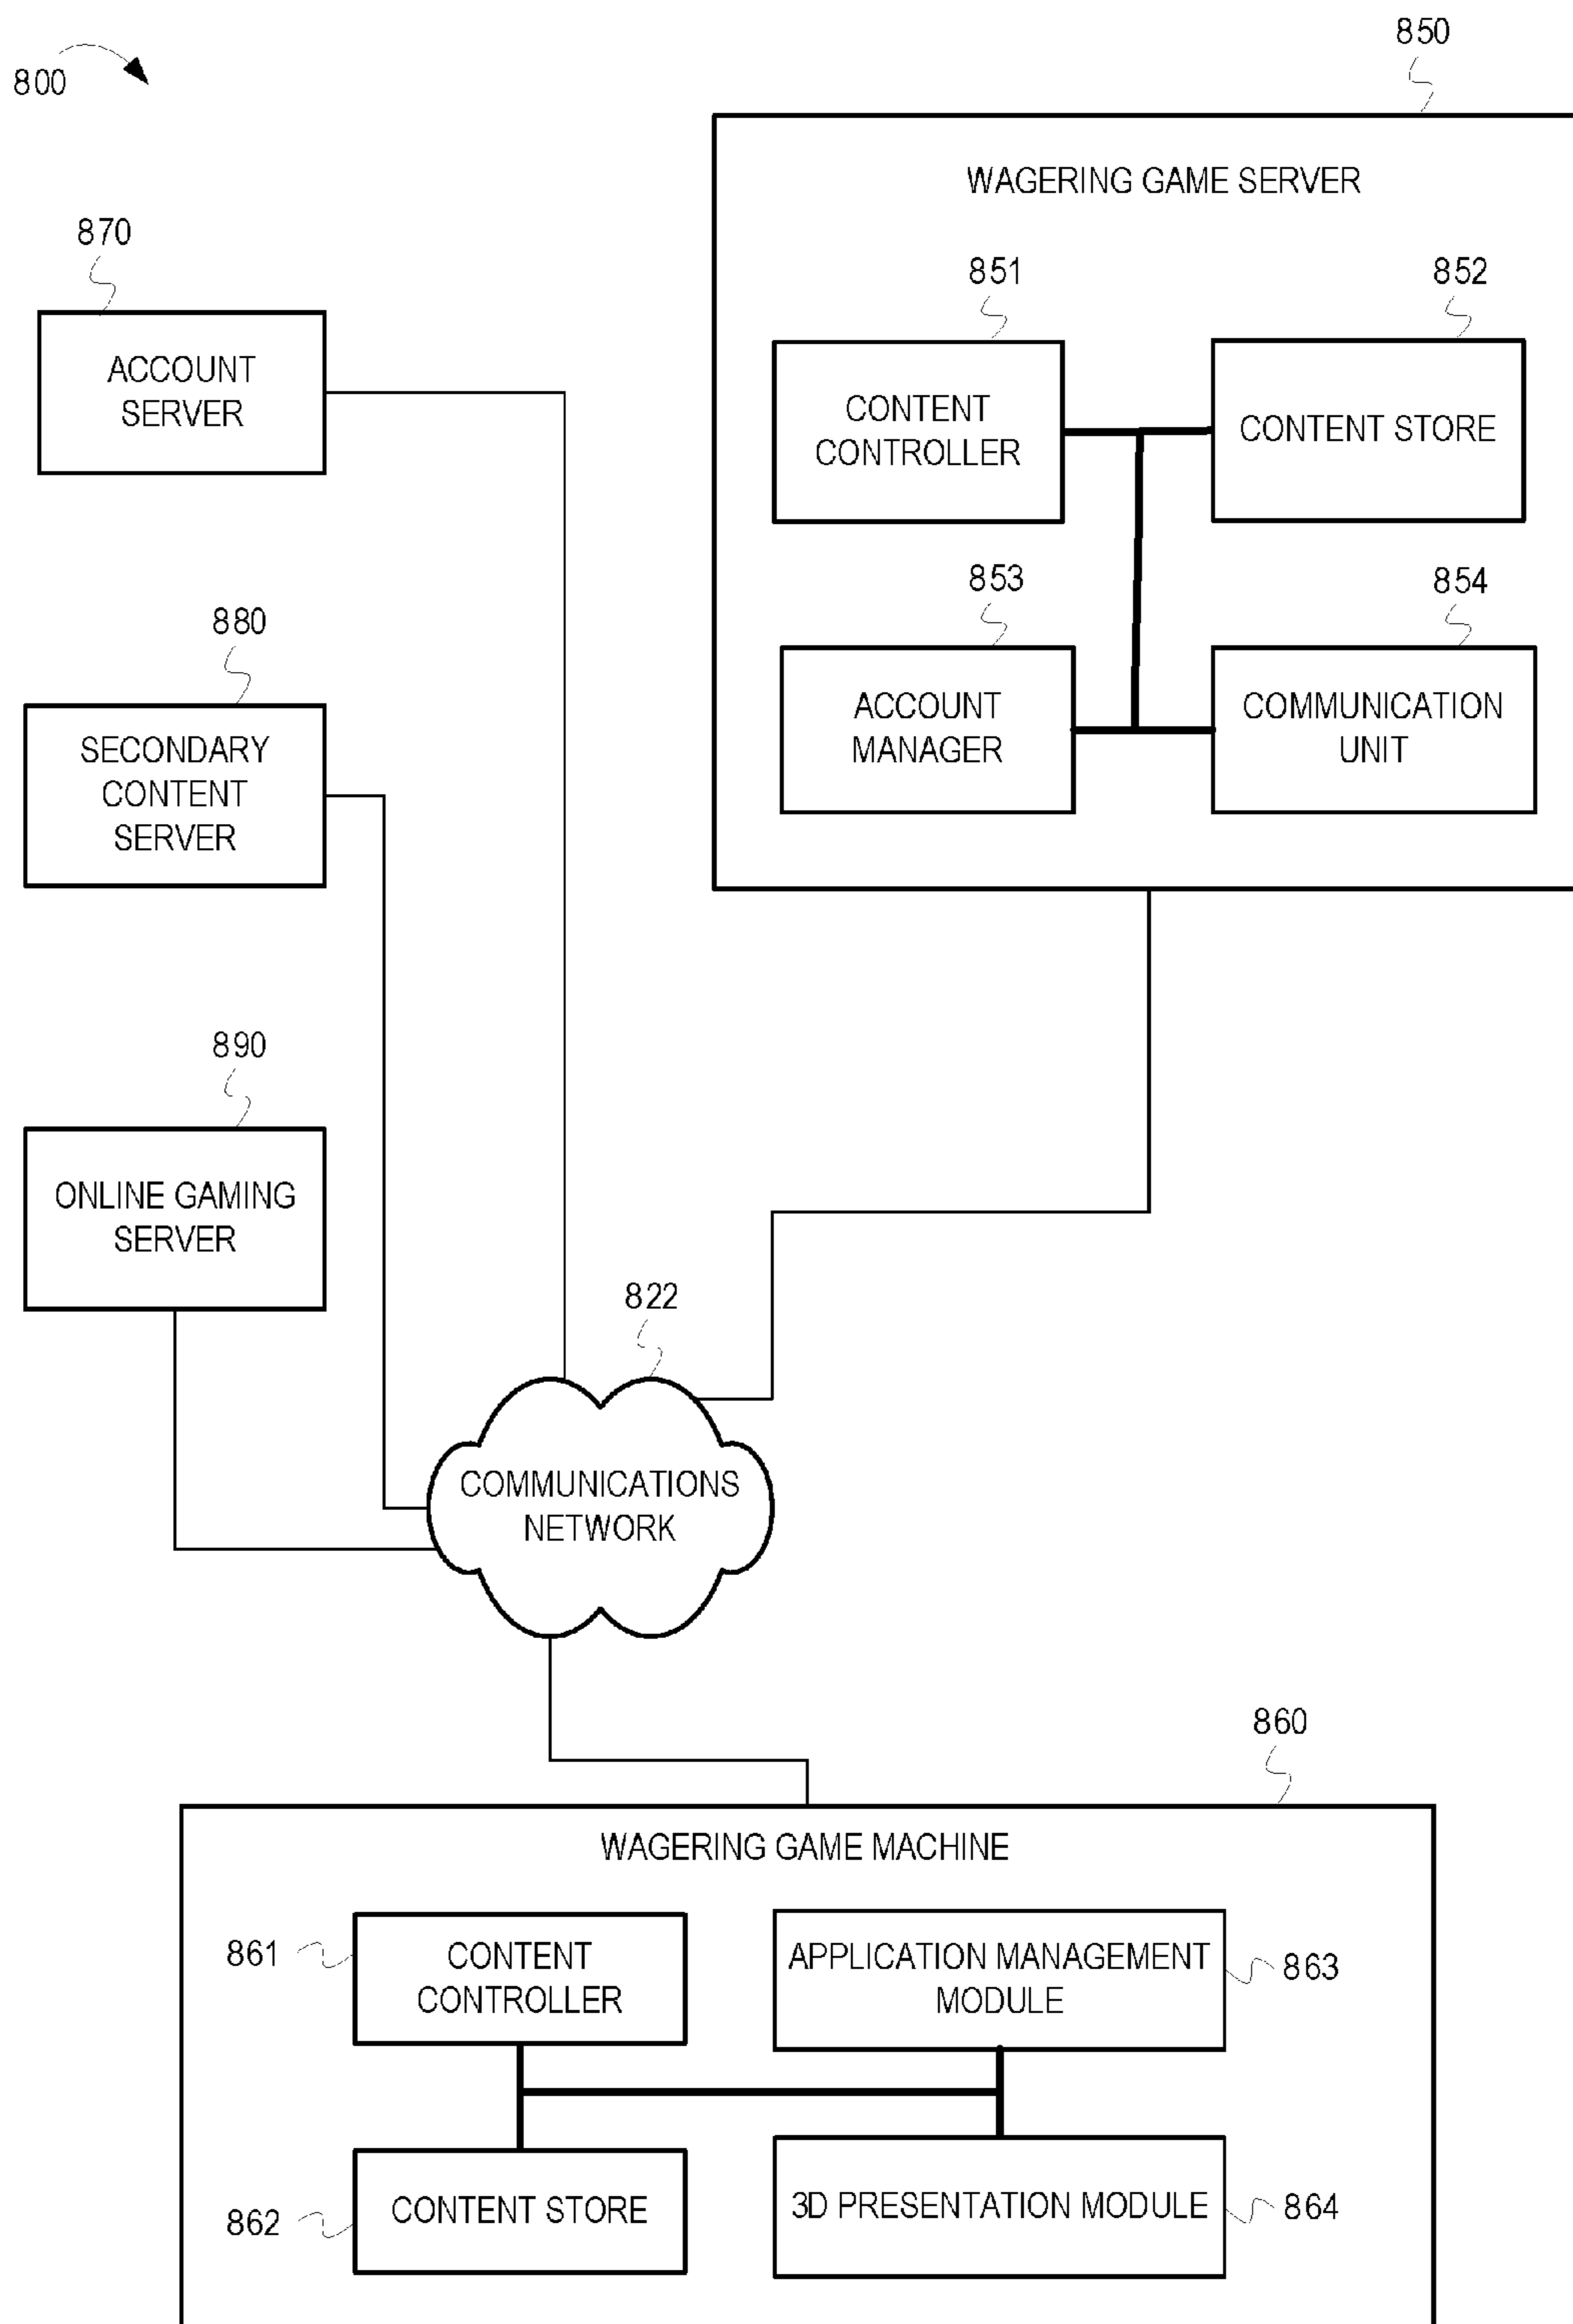 800
850
WAGERING GAME SERVER
870
851
852
ACCOUNT
SERVER
CONTENT
CONTROLLER
CONTENT STORE
853
854
880
SECONDARY
CONTENT
SERVER
ACCOUNT
MANAGER
COMMUNICATION
UNIT
890
ONLINE GAMING
SERVER
822
COMMUNICATIONS
NETWORK
860
WAGERING GAME MACHINE
861
CONTENT
CONTROLLER
APPLICATION MANAGEMENT
MODULE
863
862
CONTENT STORE
3D PRESENTATION MODULE
864